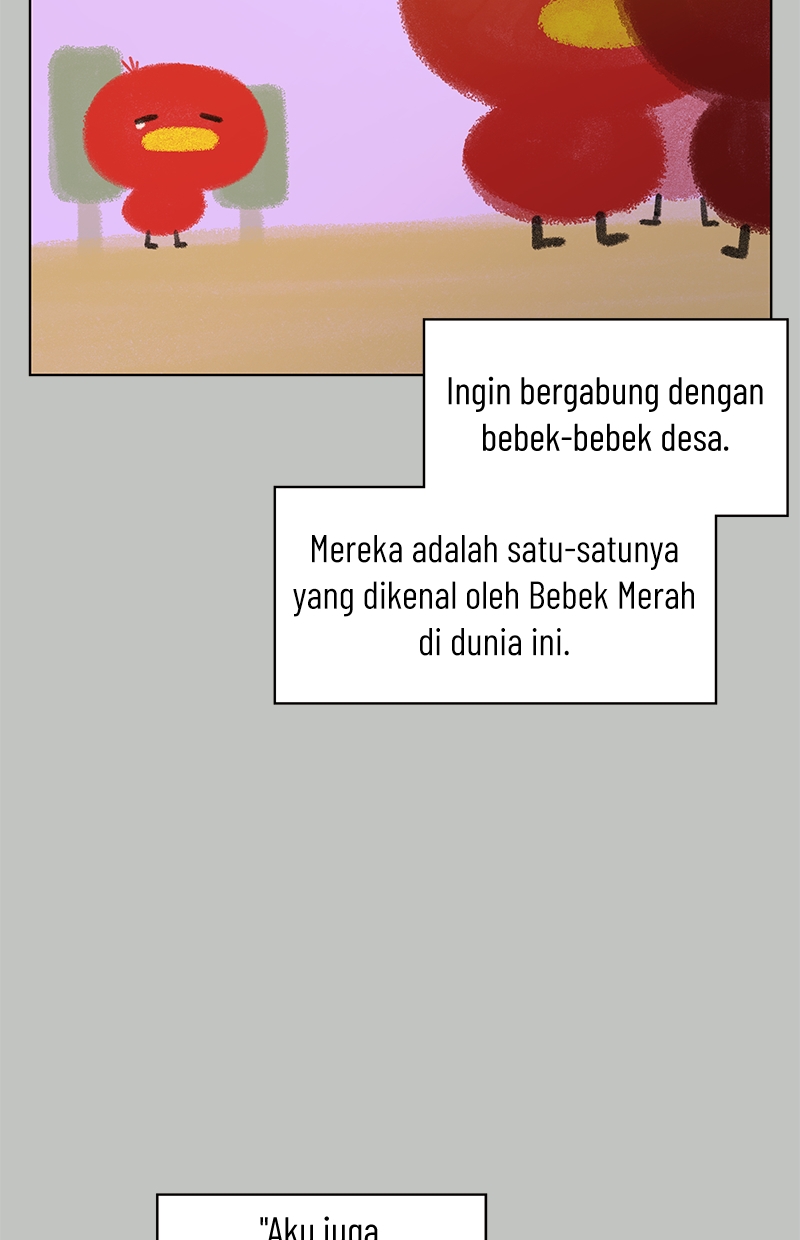 Ingin bergabung dengan
bebek-bebek desa.
Mereka adalah satu-satunya
yang dikenal oleh Bebek Merah
di dunia ini.
"Aku juga